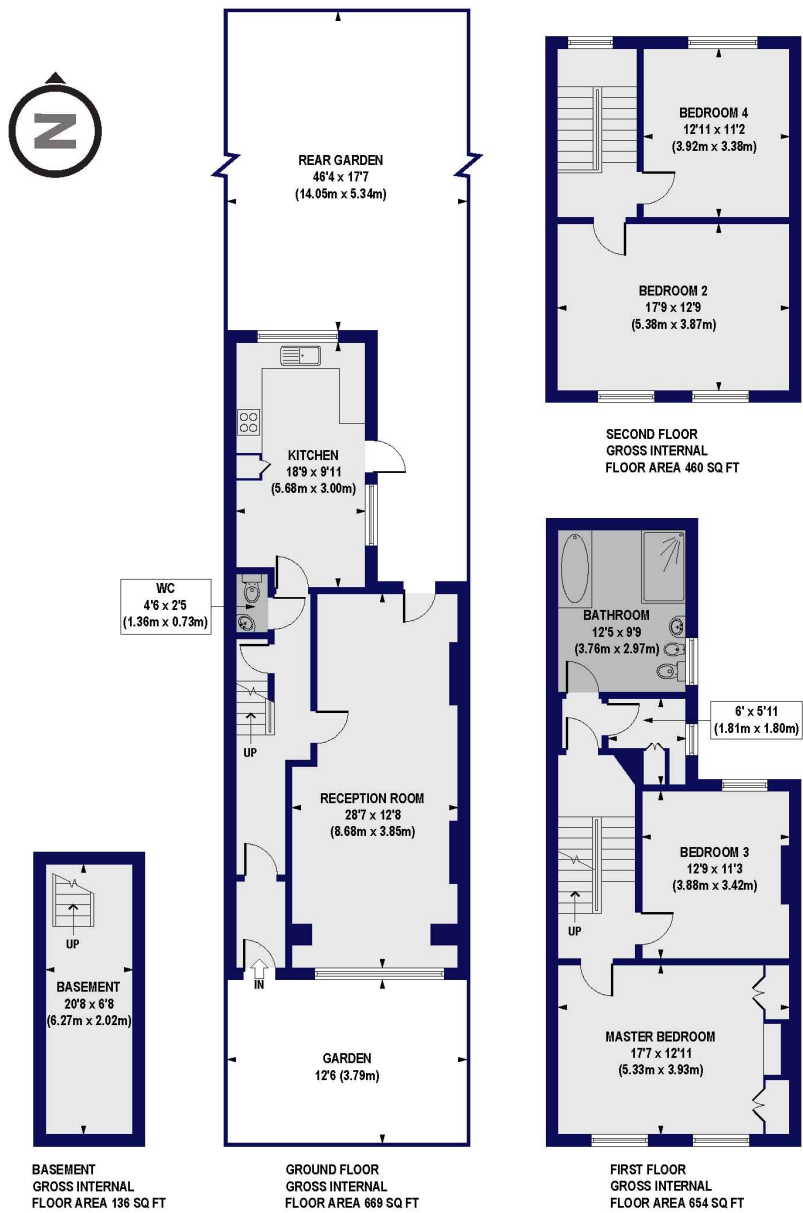 N
REAR GARDEN
46'4 x 17'7
(14.05m x 5.34m)
BEDROOM 4
12'11 x 11'2
(3.92m x 3.38m)
BEDROOM 2
17'9 x 12'9
(5.38m x 3.87m)
SECOND FLOOR
GROSS INTERNAL
FLOOR AREA 460 SQ FT
KITCHEN
18'9 x 9'11
(5.68m x 3.00m)
WC
4'6 x 2'5
(1.36m x 0.73m)
UP
RECEPTION ROOM
28'7 x 12'8
(8.68m x 3.85m)
IN
GARDEN
12'6 (3.79m)
GROUND FLOOR
GROSS INTERNAL
FLOOR AREA 669 SQ FT
BATHROOM
12'5 x 9'9
(3.76m x 2.97m)
6' x 5'11
(1.81m x 1.80m)
BEDROOM 3
12'9 x 11'3
(3.88m x 3.42m)
UP
MASTER BEDROOM
17'7 x 12'11
(5.33m x 3.93m)
FIRST FLOOR
GROSS INTERNAL
FLOOR AREA 654 SQ FT
UP
BASEMENT
20'8 x 6'8
(6.27m x 2.02m)
BASEMENT
GROSS INTERNAL
FLOOR AREA 136 SQ FT